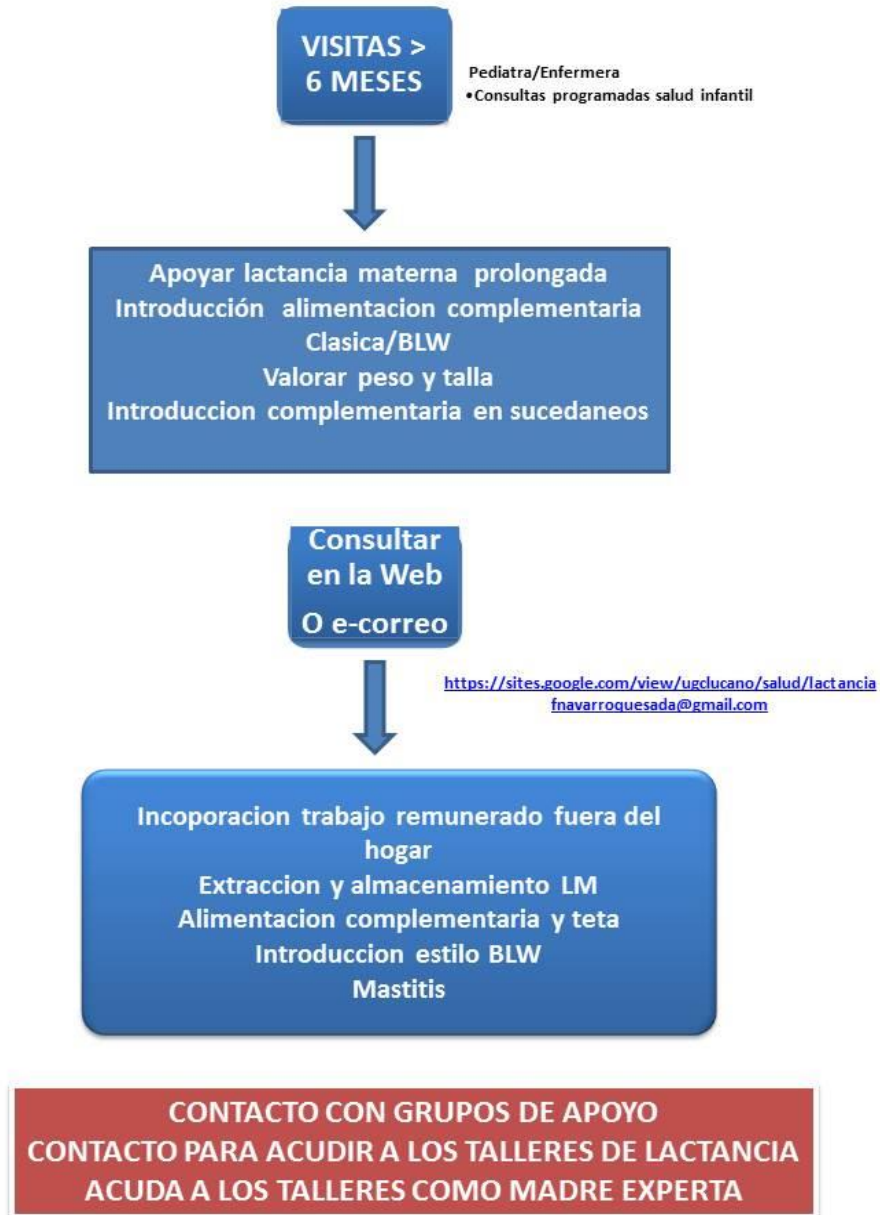 VISITAS >
6 MESES
Pediatra/Enfermera
•Consultas programadas salud infantil
Apoyar lactancia materna prolongada
Introducción alimentacion complementaria
Clasica/BLW
Valorar peso y talla
Introduccion complementaria en sucedaneos
Consultar
en la Web
O e-correo
https://sites.google.com/view/ugclucano/salud/lactancia
fnavarroquesada@gmail.com
Incoporacion trabajo remunerado fuera del
hogar
Extraccion y almacenamiento LM
Alimentacion complementaria y teta
Introduccion estilo BLW
Mastitis
CONTACTO CON GRUPOS DE APOYO
CONTACTO PARA ACUDIR A LOS TALLERES DE LACTANCIA
ACUDA A LOS TALLERES COMO MADRE EXPERTA